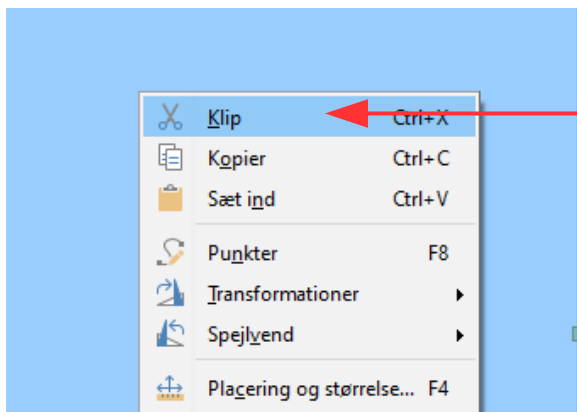 Klip Ctrl+X
Kopier Ctrl+C
Sæt ind Ctrl+V
Punkter F8
Transformationer
Spejlvend
Placering og størrelse... F4